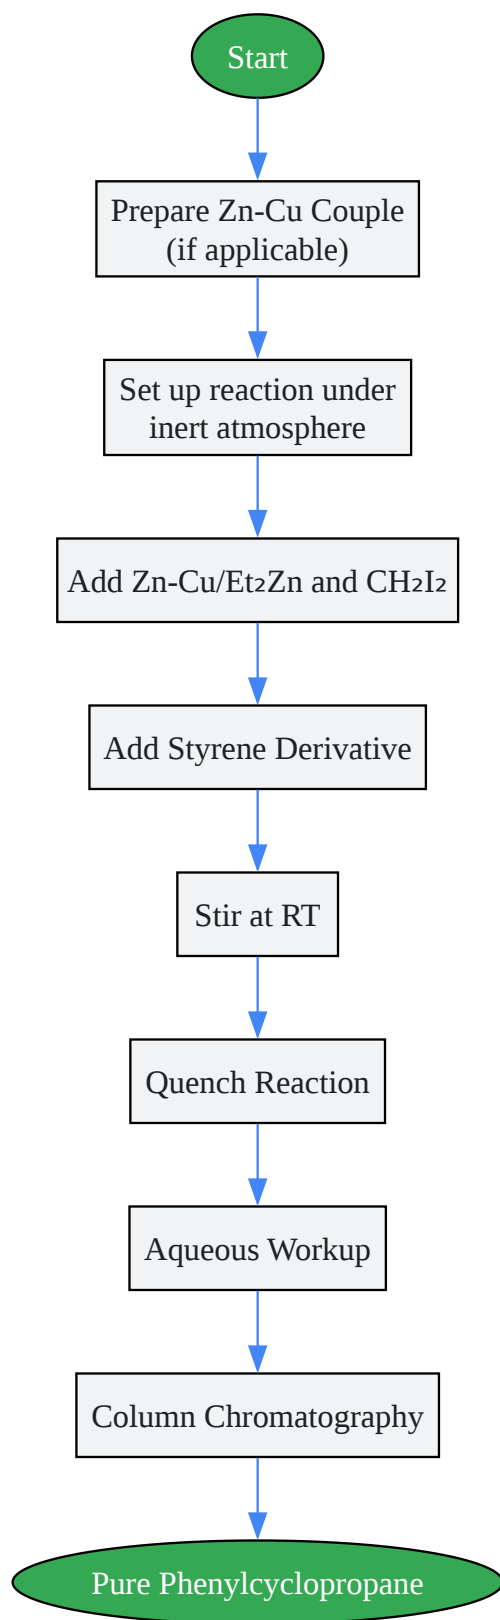 Start
Prepare Zn-Cu Couple
(if applicable)
Set up reaction under
inert atmosphere
Add Zn-Cu/Et₂Zn and CH₂I₂
Add Styrene Derivative
Stir at RT
Quench Reaction
Aqueous Workup
Column Chromatography
Pure Phenylcyclopropane